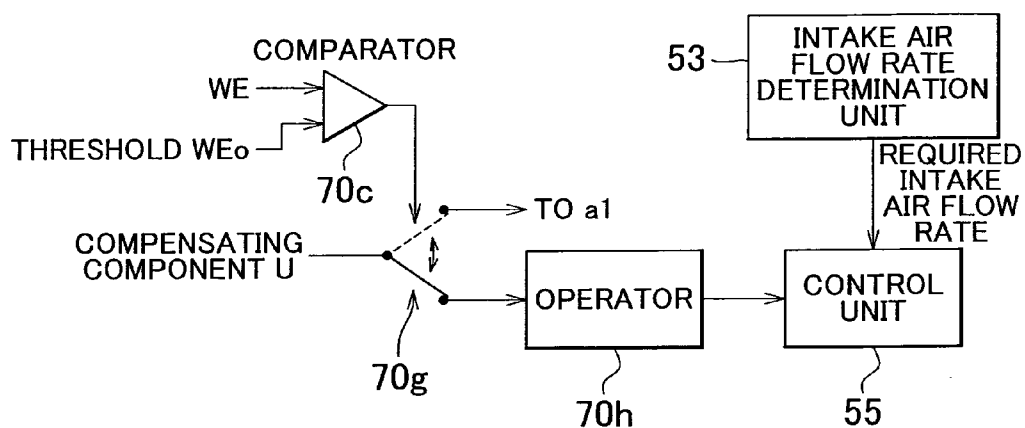 COMPARATOR
WE
THRESHOLD WEo
70c
53
INTAKE AIR
FLOW RATE
DETERMINATION
UNIT
REQUIRED
INTAKE
AIR FLOW
RATE
TO a1
COMPENSATING
COMPONENT U
70g
OPERATOR
70h
CONTROL
UNIT
55